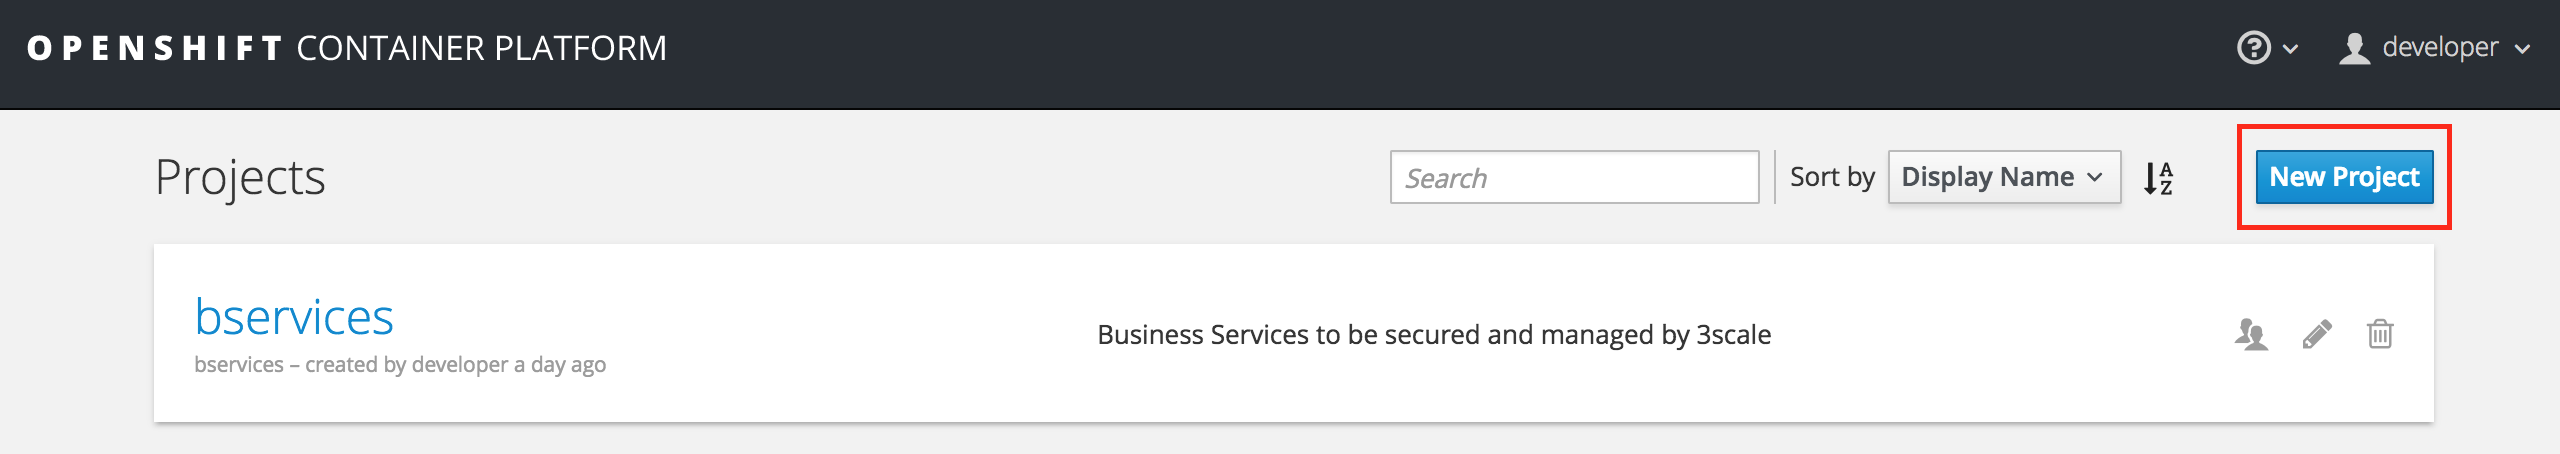 OPENSHIFT CONTAINER PLATFORM
developer
Projects
Search
Sort by
Display Name
A
Z
New Project
bservices
bservices – created by developer a day ago
Business Services to be secured and managed by 3scale